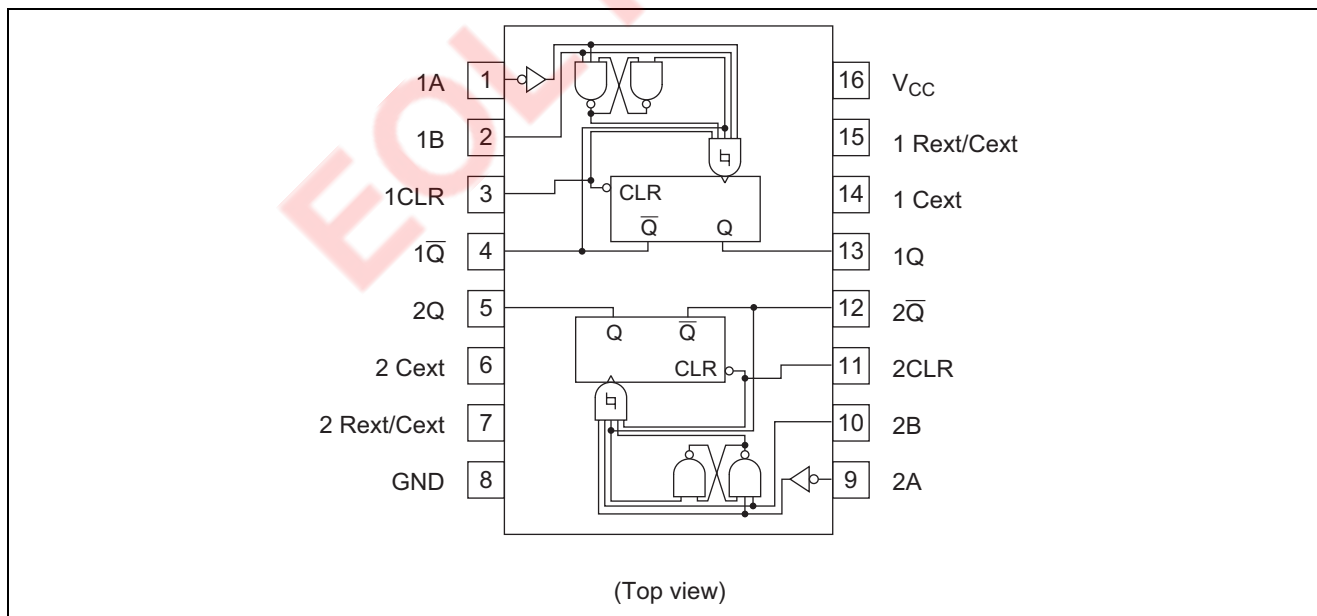 EOL
1A 1
1B 2
1CLR 3
1Q̅ 4
2Q 5
2 Cext 6
2 Rext/Cext 7
GND 8
16 VCC
15 1 Rext/Cext
14 1 Cext
13 1Q
12 2Q̅
11 2CLR
10 2B
9 2A
CLR
Q̅ Q
Q Q̅
CLR
(Top view)